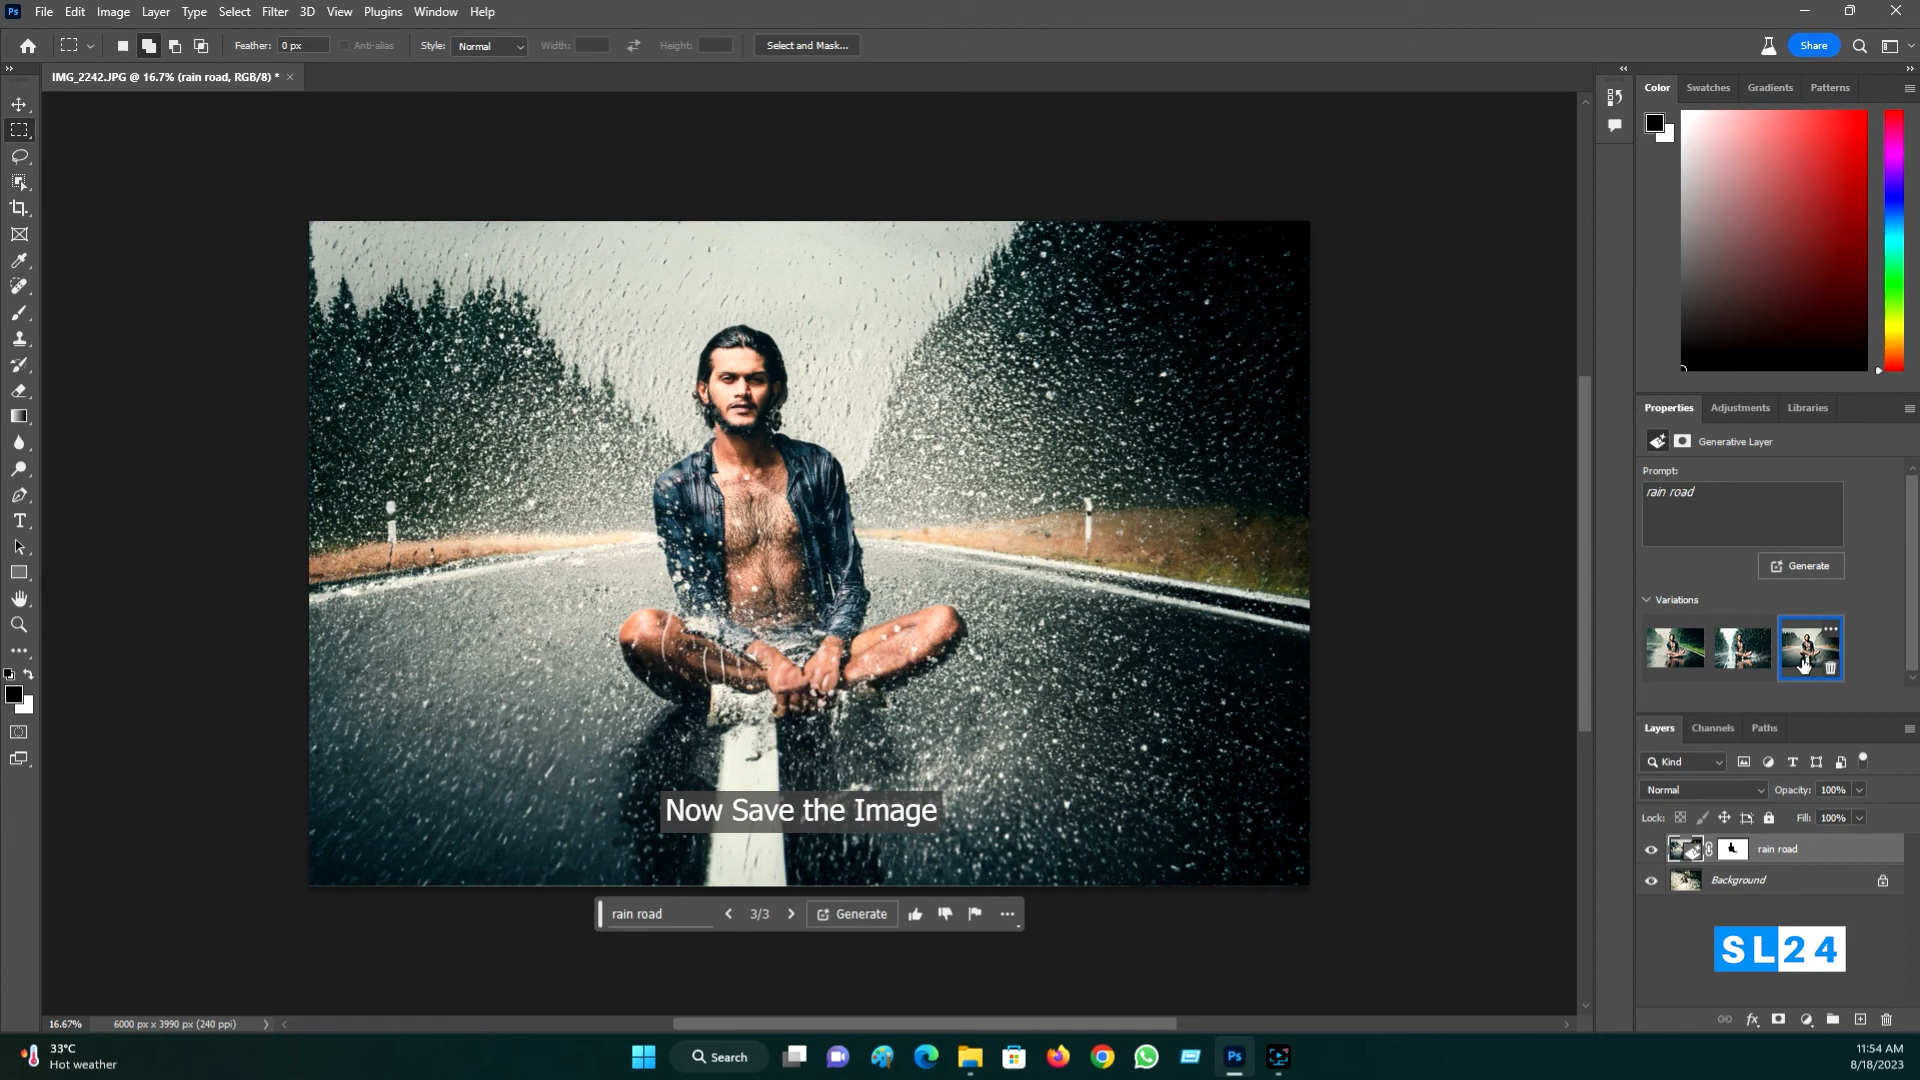 Ps File Edit Image Layer Type Select Filter 3D View Plugins Window Help
Feather: 0 px Anti-alias Style: Normal Width: Height: Select and Mask... Share
IMG_2242.JPG @ 16.7% (rain road, RGB/8) *
Color Swatches Gradients Patterns
Properties Adjustments Libraries
Generative Layer
Prompt:
rain road
Generate
Variations
Now Save the Image
rain road 3/3 Generate
Layers Channels Paths
Kind
Normal Opacity: 100%
Lock: Fill: 100%
rain road
Background
SL24
16.67% 6000 px x 3990 px (240 ppi)
33°C
Hot weather
Search
Ps
11:54 AM
8/18/2023